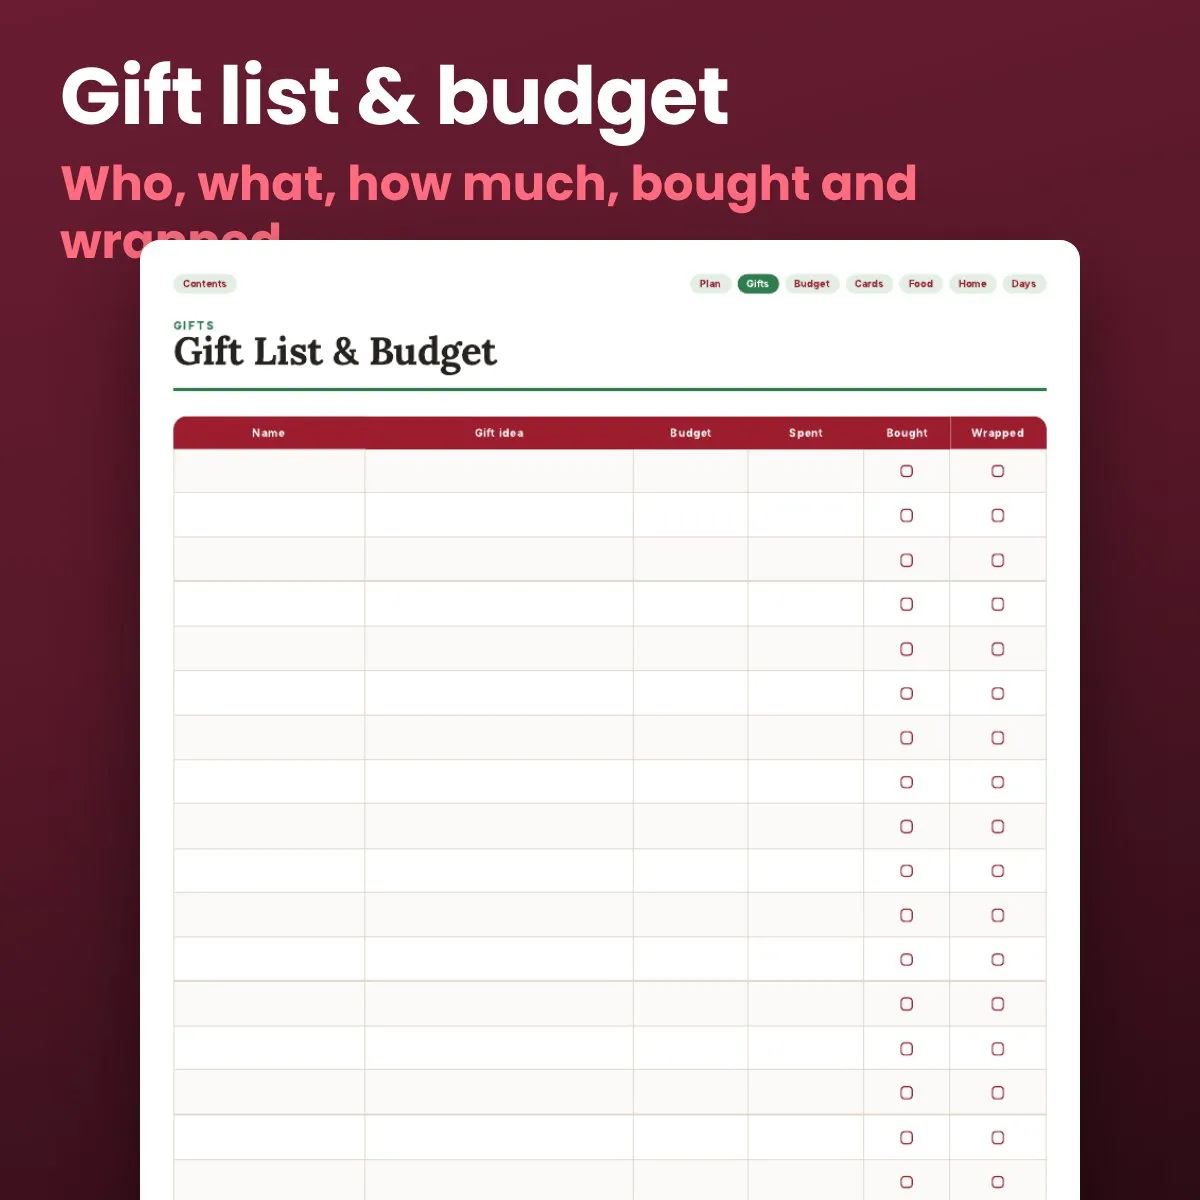 Gift list & budget
Who, what, how much, bought and
wrapped
Contents
Plan Gifts Budget Cards Food Home Days
GIFTS
Gift List & Budget
Name Gift idea Budget Spent Bought Wrapped